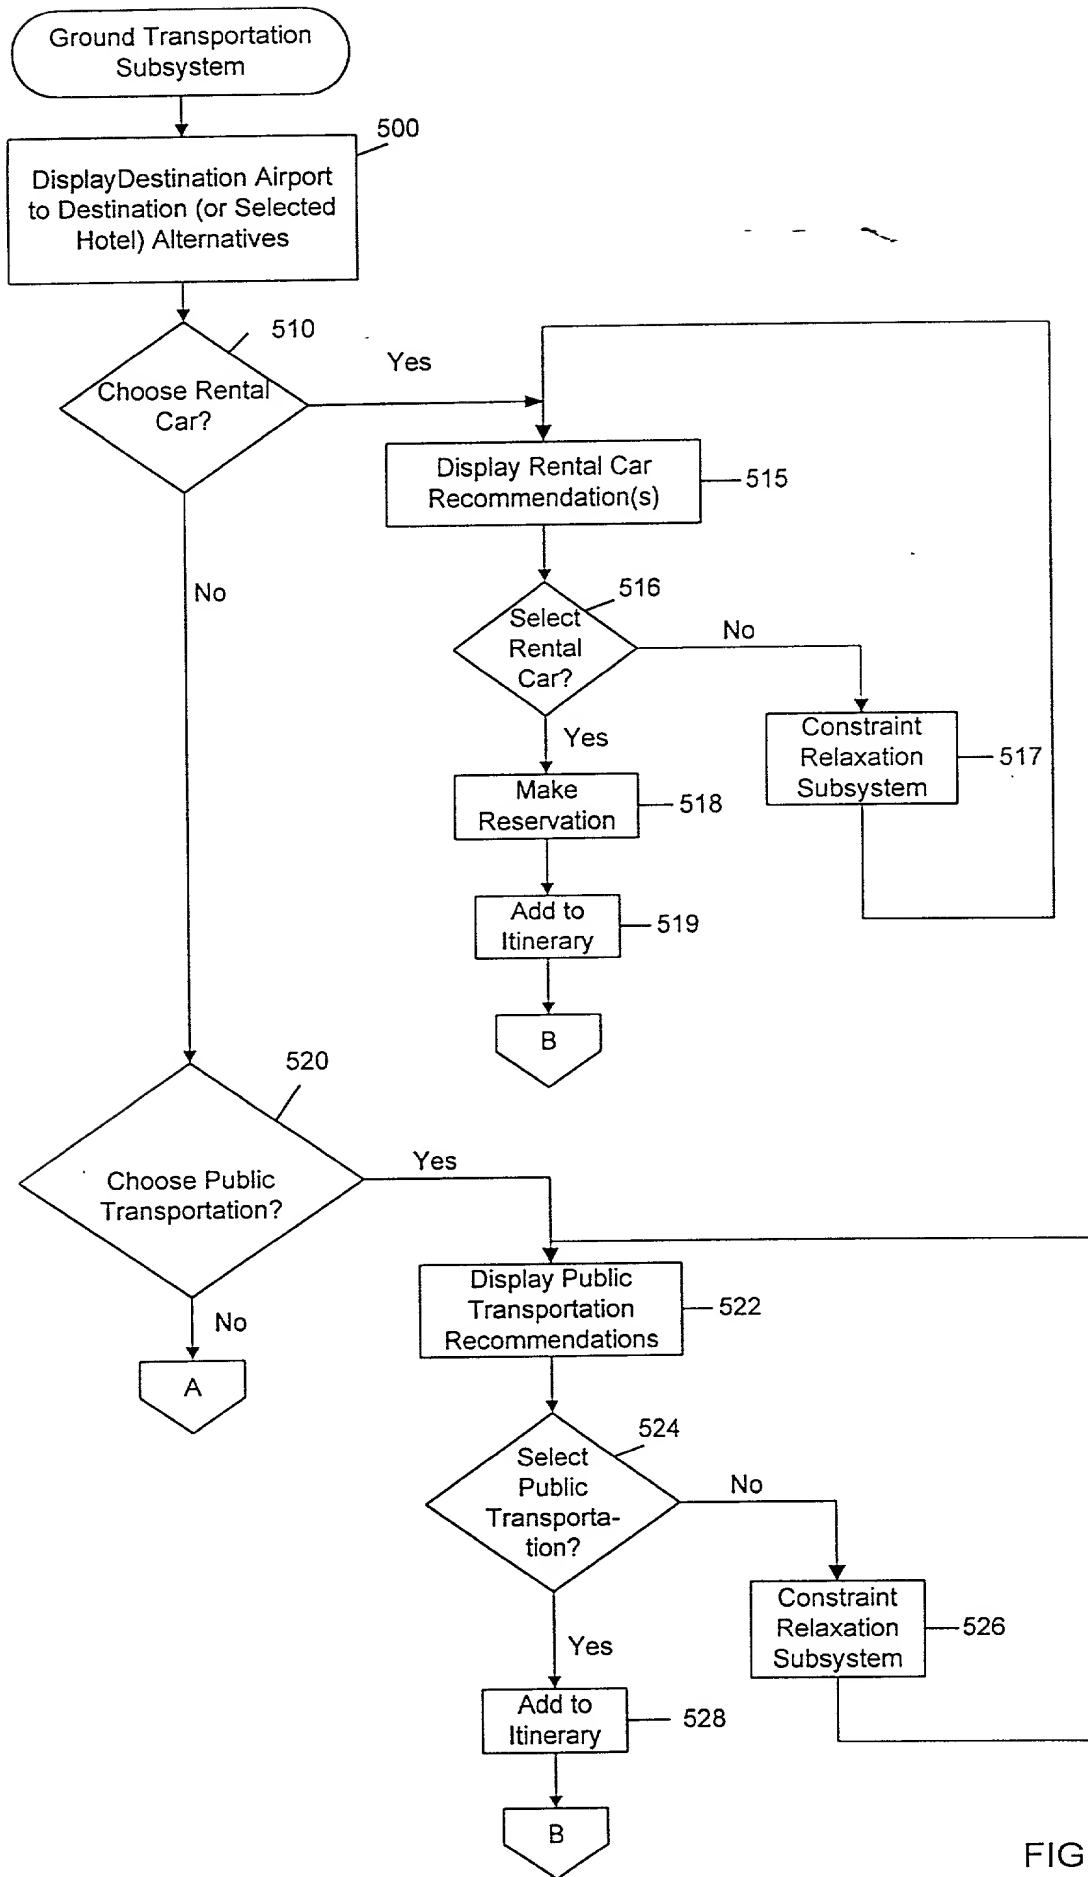 Ground Transportation
Subsystem
500
DisplayDestination Airport
to Destination (or Selected
Hotel) Alternatives
510
Yes
Choose Rental
Car?
Display Rental Car
Recommendation(s)
515
No
516
Select
Rental
Car?
No
Constraint
Relaxation
Subsystem
517
Yes
Make
Reservation
518
Add to
Itinerary
519
B
520
Choose Public
Transportation?
Yes
Display Public
Transportation
Recommendations
522
No
A
524
Select
Public
Transporta-
tion?
No
Constraint
Relaxation
Subsystem
526
Yes
Add to
Itinerary
528
B
FIG